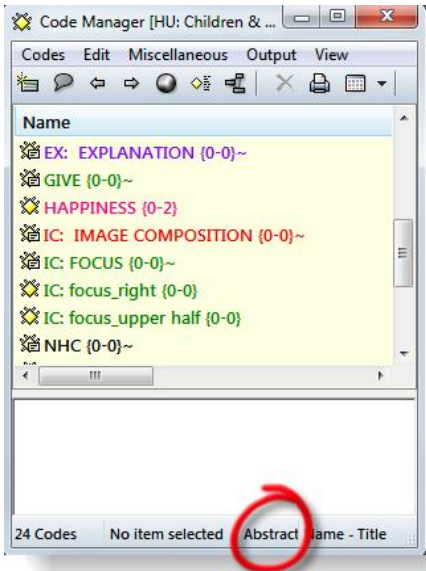 Code Manager [HU: Children & ...
Codes Edit Miscellaneous Output View
Name
EX:  EXPLANATION {0-0}~
GIVE {0-0}~
HAPPINESS {0-2}
IC:  IMAGE COMPOSITION {0-0}~
IC: FOCUS {0-0}~
IC: focus_right {0-0}
IC: focus_upper half {0-0}
NHC {0-0}~
24 Codes No item selected Abstract Name - Title